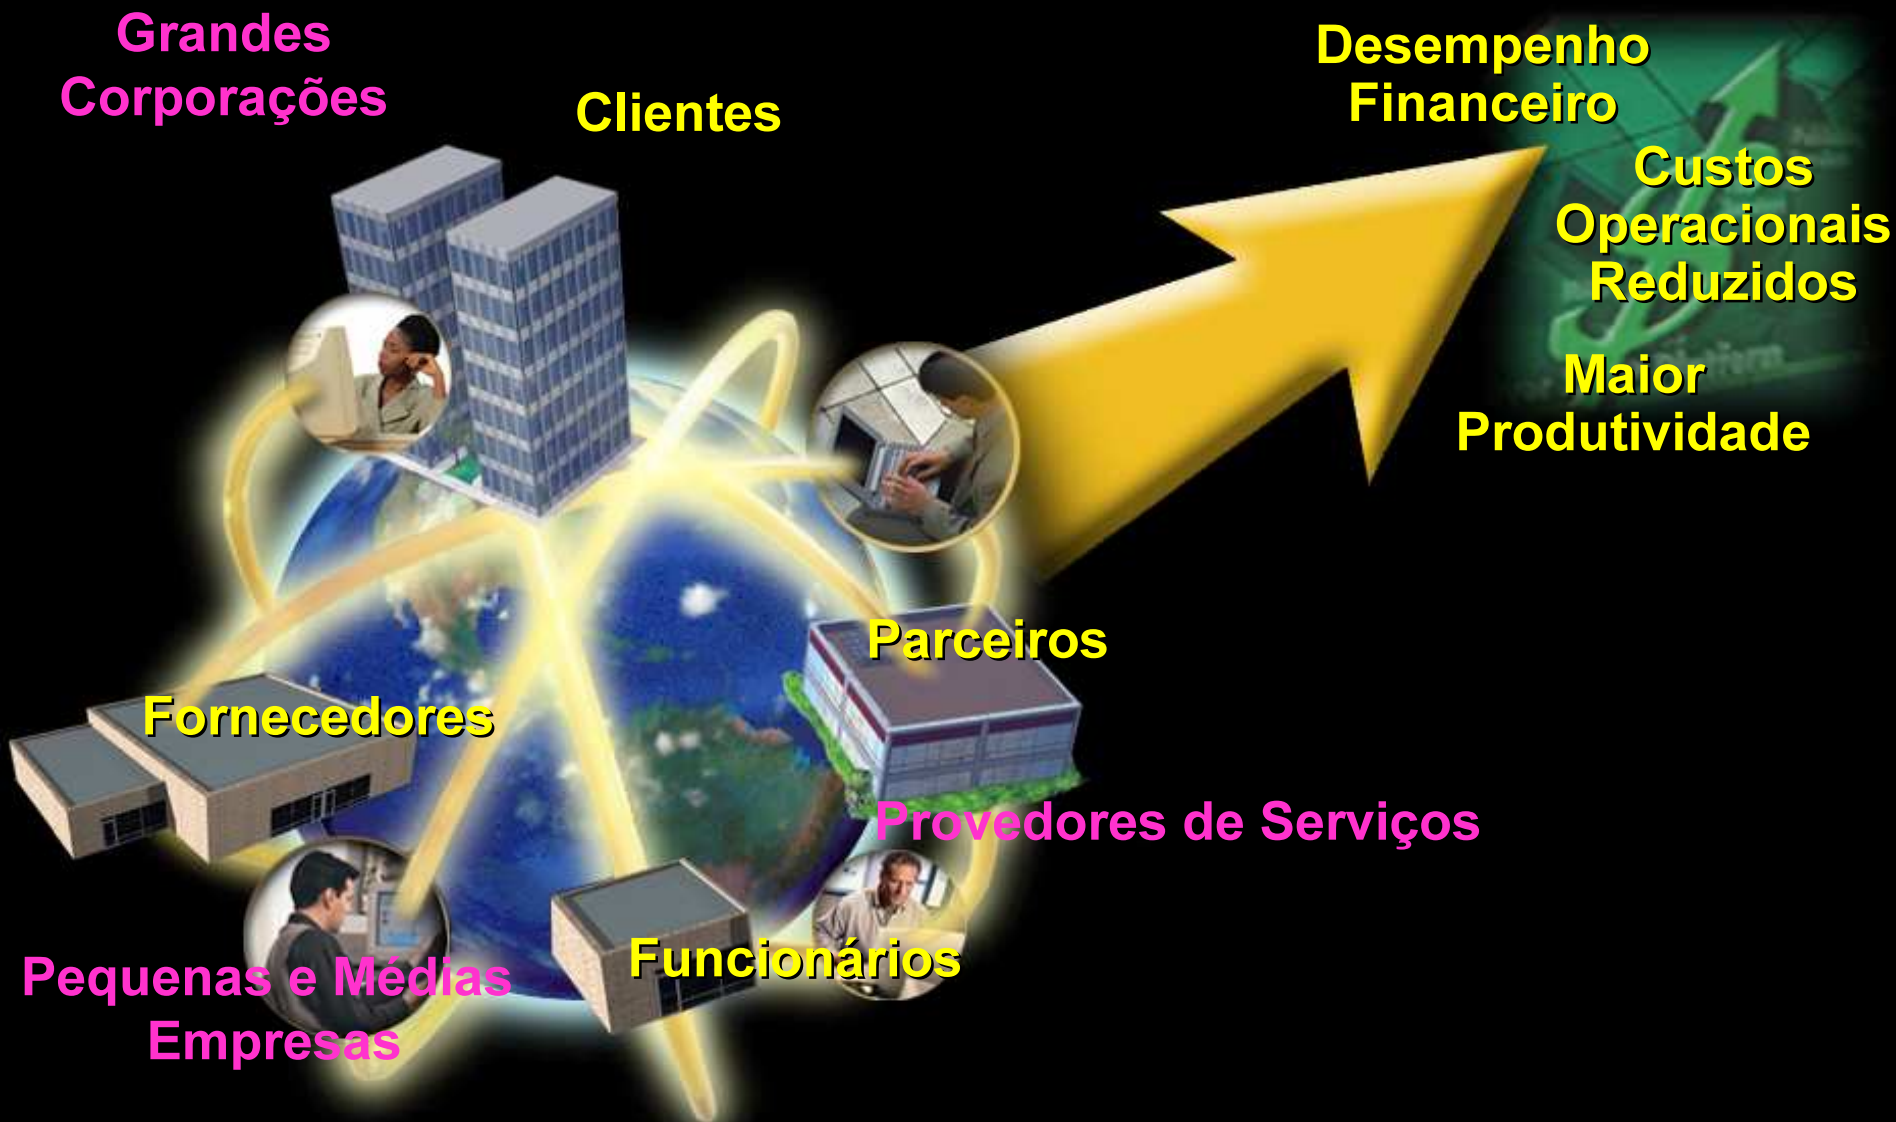 Grandes
Corporações
Clientes
Desempenho
Financeiro
Custos
Operacionais
Reduzidos
Maior
Produtividade
Parceiros
Fornecedores
Provedores de Serviços
Funcionários
Pequenas e Médias
Empresas